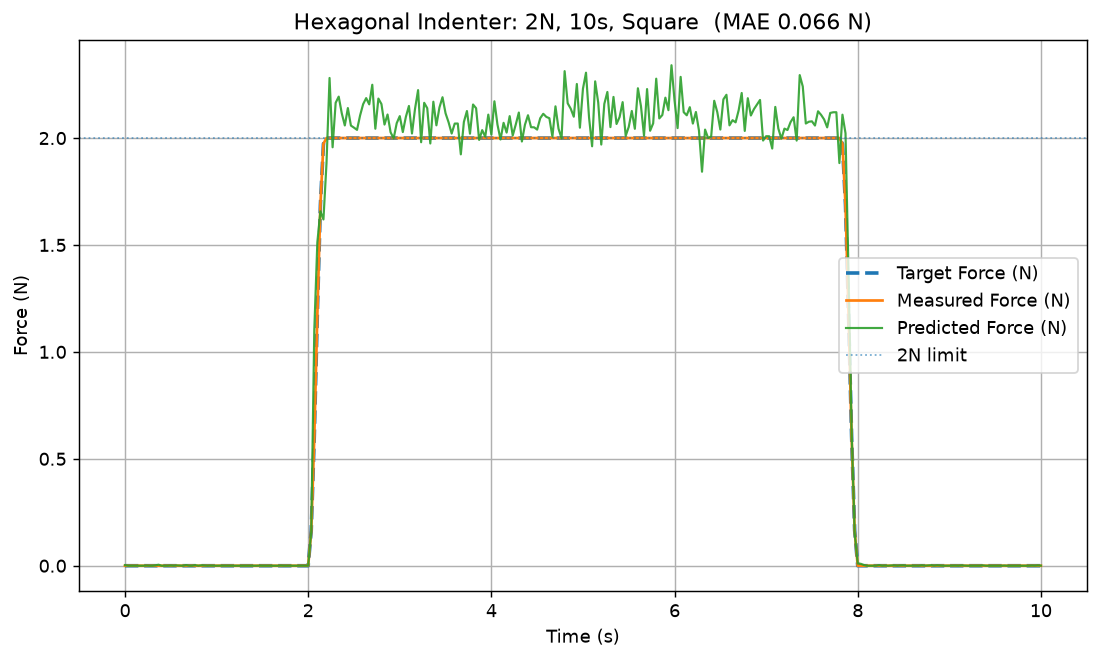 Hexagonal Indenter: 2N, 10s, Square  (MAE 0.066 N)
2.0
1.5
1.0
0.5
0.0
Force (N)
Target Force (N)
Measured Force (N)
Predicted Force (N)
2N limit
0 2 4 6 8 10
Time (s)